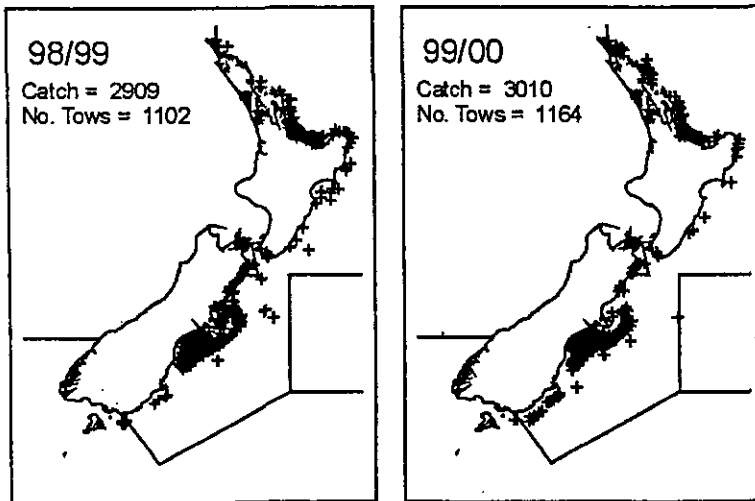 98/99
Catch = 2909
No. Tows = 1102
99/00
Catch = 3010
No. Tows = 1164